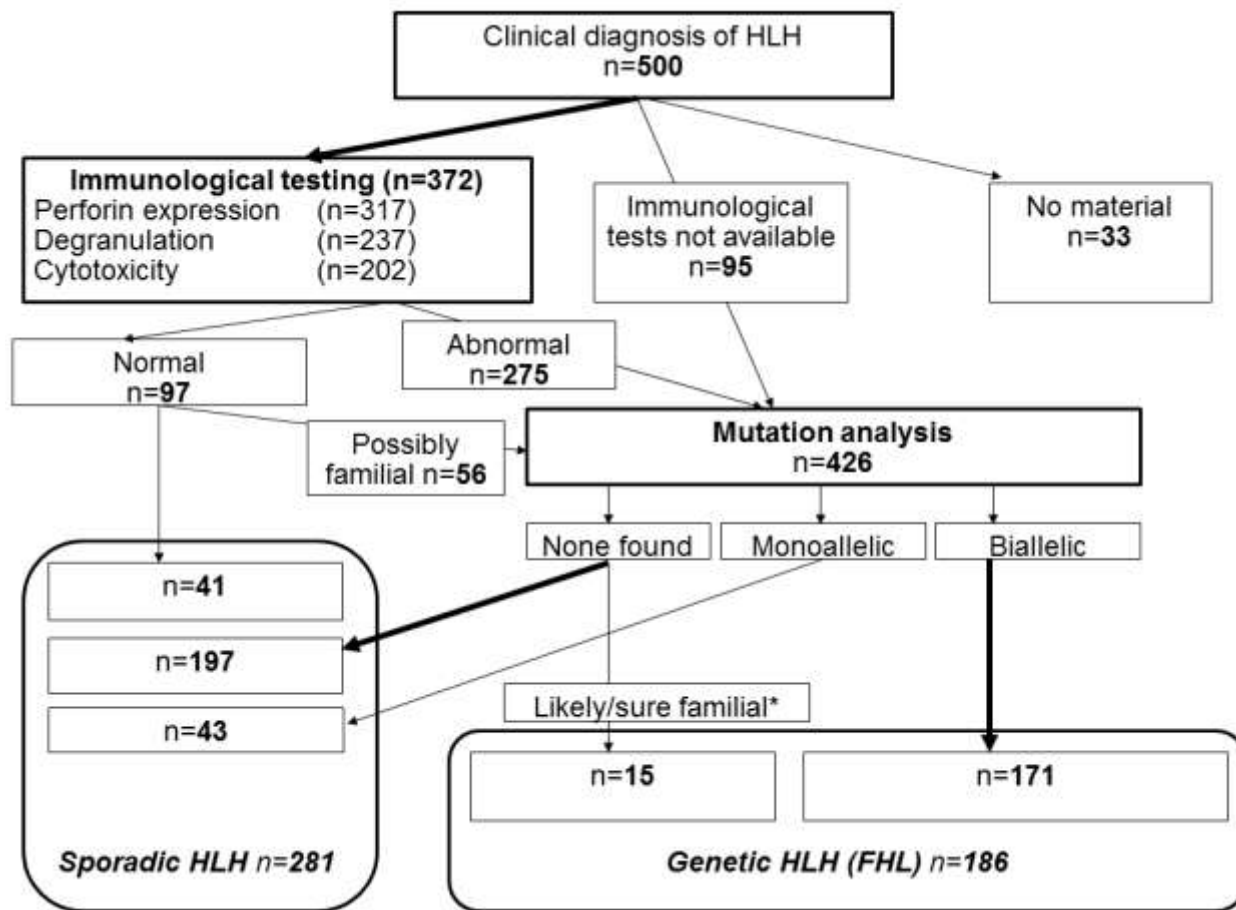 Clinical diagnosis of HLH
n=500
Immunological testing (n=372)
Perforin expression (n=317)
Degranulation (n=237)
Cytotoxicity (n=202)
Immunological
tests not available
n=95
No material
n=33
Normal
n=97
Abnormal
n=275
Possibly
familial n=56
Mutation analysis
n=426
None found
Monoallelic
Biallelic
n=41
n=197
n=43
Likely/sure familial*
n=15
n=171
Sporadic HLH n=281
Genetic HLH (FHL) n=186